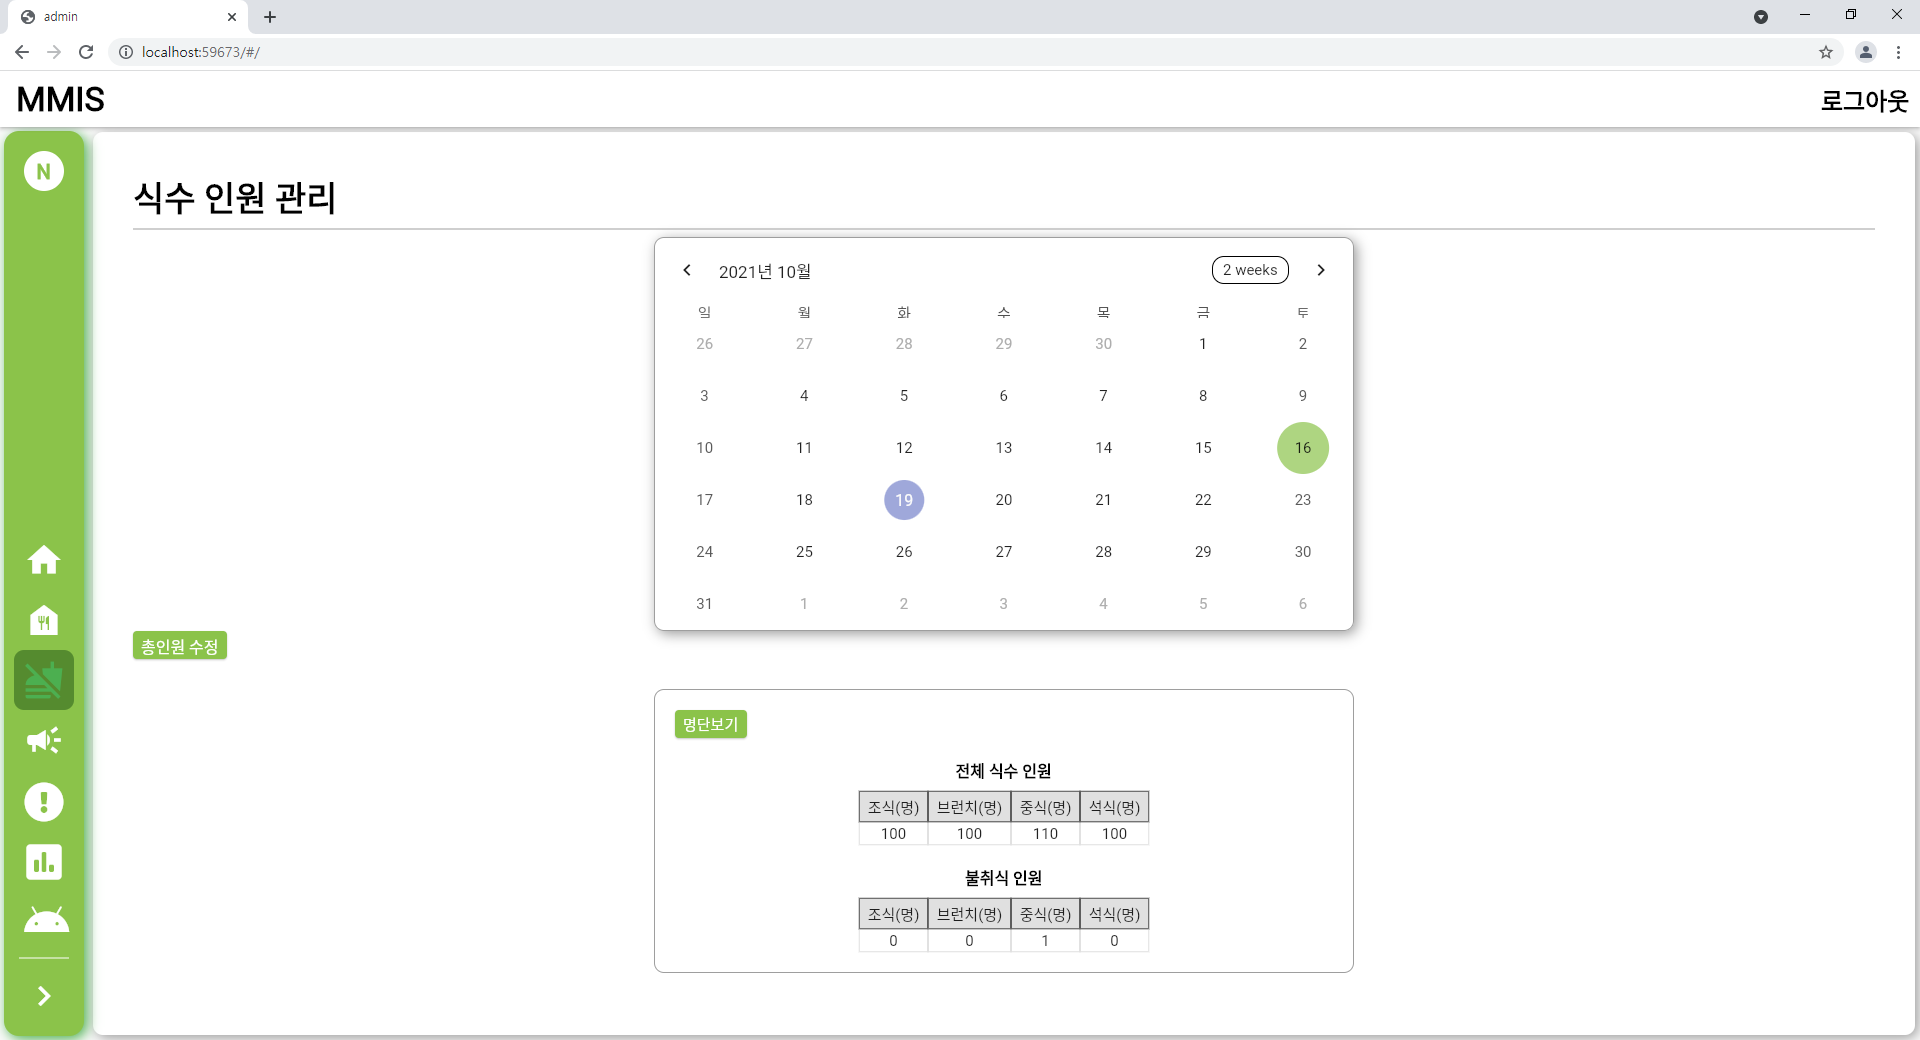 admin
localhost:59673/#/
MMIS
로그아웃
N
식수 인원 관리
2021년 10월
2 weeks
일 월 화 수 목 금 토
26 27 28 29 30 1 2
3 4 5 6 7 8 9
10 11 12 13 14 15 16
17 18 19 20 21 22 23
24 25 26 27 28 29 30
31 1 2 3 4 5 6
총인원 수정
명단보기
전체 식수 인원
조식(명) 브런치(명) 중식(명) 석식(명)
100 100 110 100
불취식 인원
조식(명) 브런치(명) 중식(명) 석식(명)
0 0 1 0